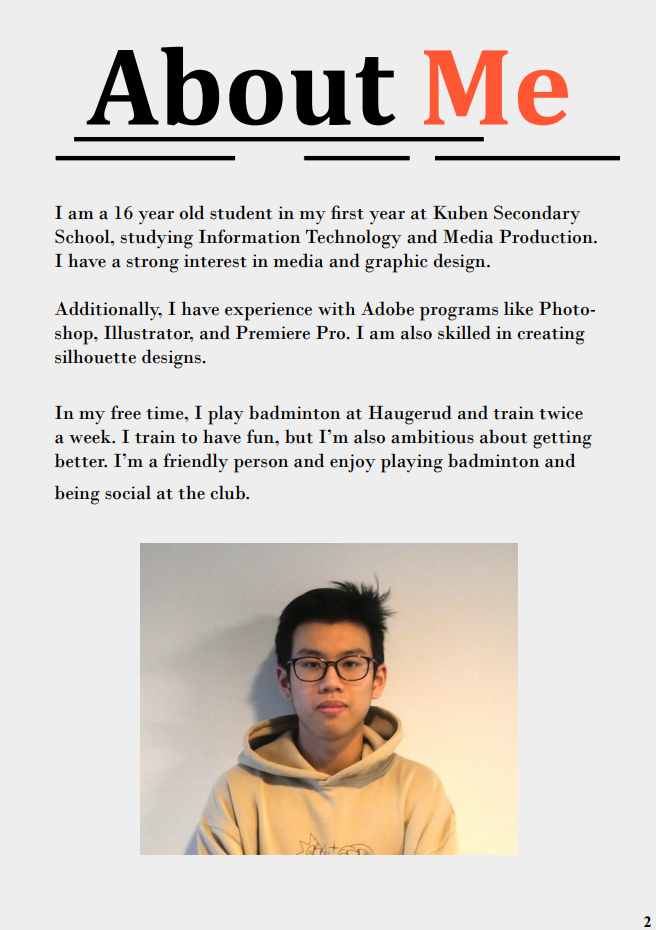 About Me
I am a 16 year old student in my first year at Kuben Secondary
School, studying Information Technology and Media Production.
I have a strong interest in media and graphic design.
Additionally, I have experience with Adobe programs like Photo-
shop, Illustrator, and Premiere Pro. I am also skilled in creating
silhouette designs.
In my free time, I play badminton at Haugerud and train twice
a week. I train to have fun, but I’m also ambitious about getting
better. I’m a friendly person and enjoy playing badminton and
being social at the club.
2